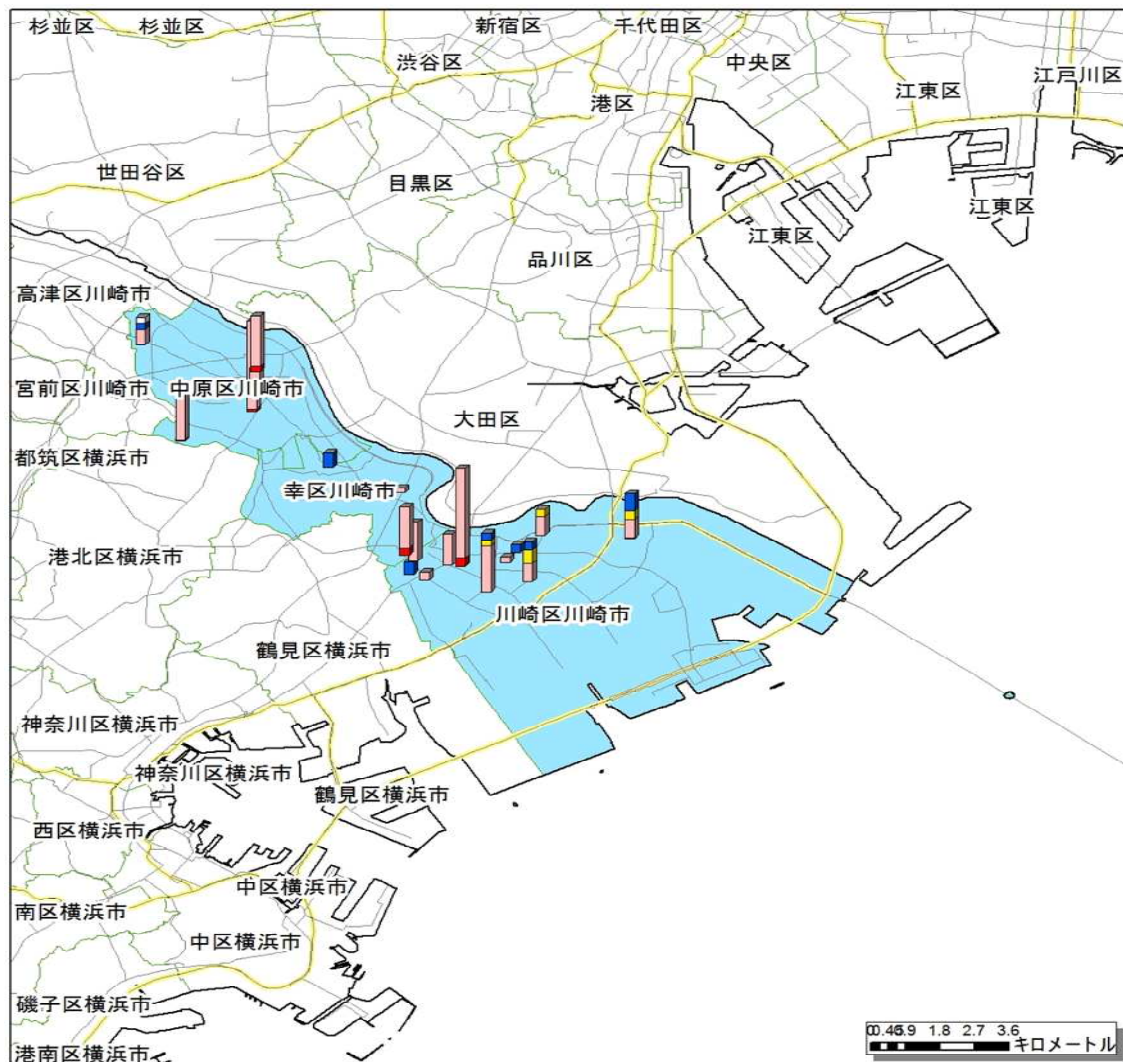 杉並区 杉並区 新宿区 千代田区
渋谷区 中央区 江戸川区
港区 江東区
世田谷区 目黒区
江東区
江東区
品川区
高津区川崎市
宮前区川崎市 中原区川崎市
大田区
都筑区横浜市
幸区川崎市
港北区横浜市
川崎区川崎市
鶴見区横浜市
神奈川区横浜市
神奈川区横浜市
鶴見区横浜市
西区横浜市
中区横浜市
南区横浜市
中区横浜市
磯子区横浜市
港南区横浜市
1.8 2.7 3.6
キロメートル